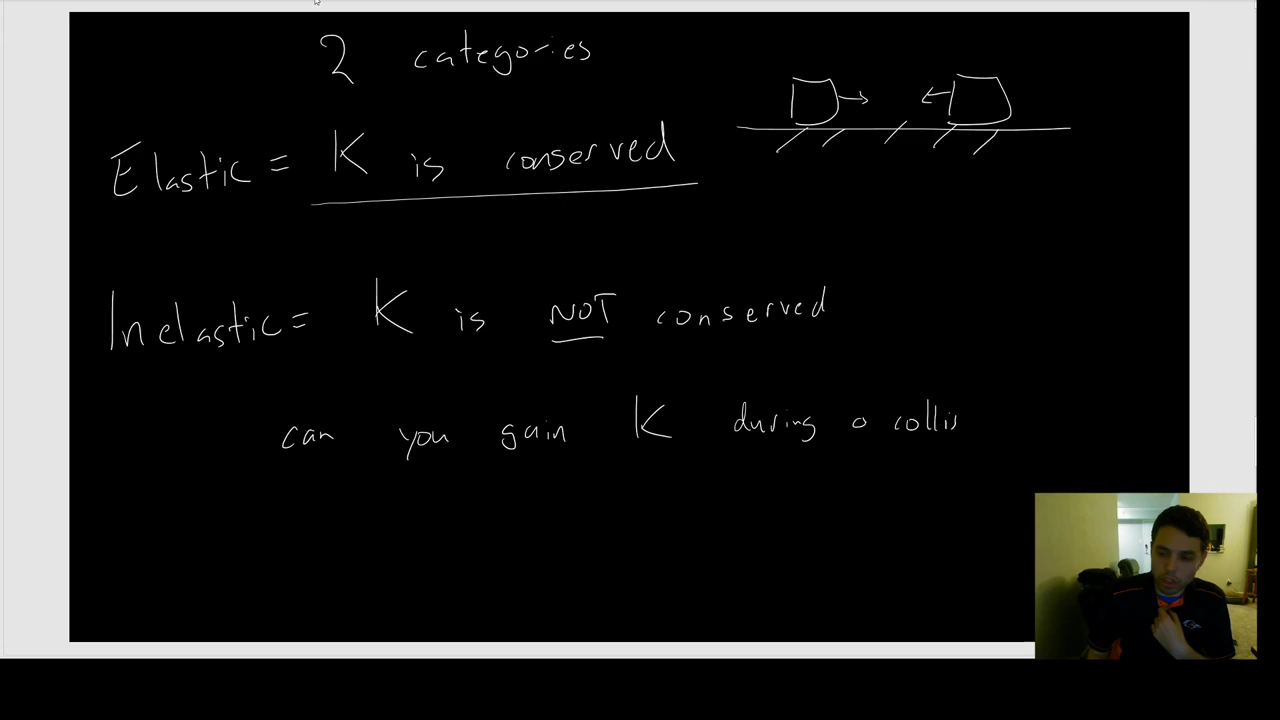 2 categories
Elastic = K is conserved
Inelastic = K is NOT conserved
can you gain K during a collis